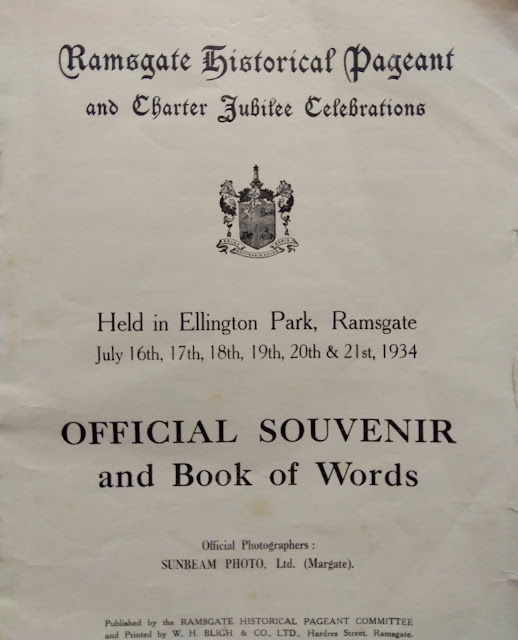 Ramsgate Historical Pageant
and Charter Jubilee Celebrations
Held in Ellington Park, Ramsgate
July 16th, 17th, 18th, 19th, 20th & 21st, 1934
OFFICIAL SOUVENIR
and Book of Words
Official Photographers :
SUNBEAM PHOTO, Ltd. (Margate).
Published by the RAMSGATE HISTORICAL PAGEANT COMMITTEE
and Printed by W. H. BLIGH & CO., LTD., Hardres Street, Ramsgate.